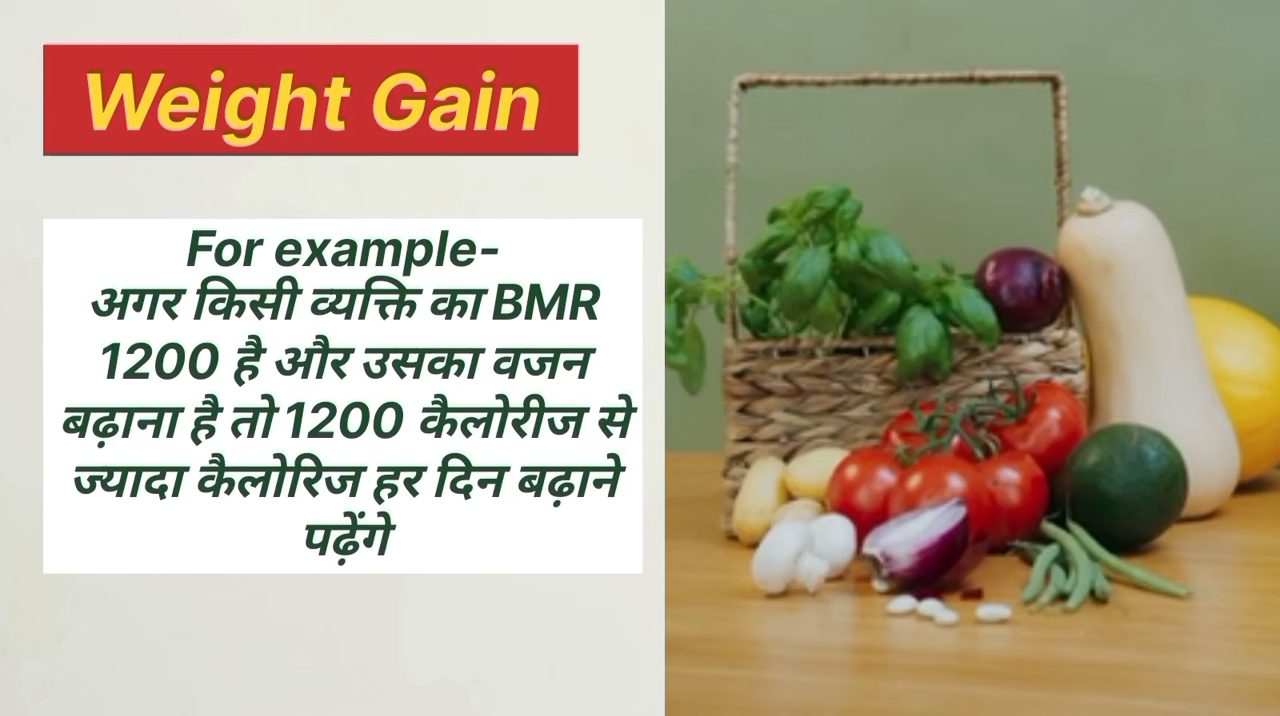 Weight Gain
For example-
अगर किसी व्यक्ति का BMR
1200 है और उसका वजन
बढ़ाना है तो 1200 कैलोरीज से
ज्यादा कैलोरिज हर दिन बढ़ाने
पढ़ेंगे